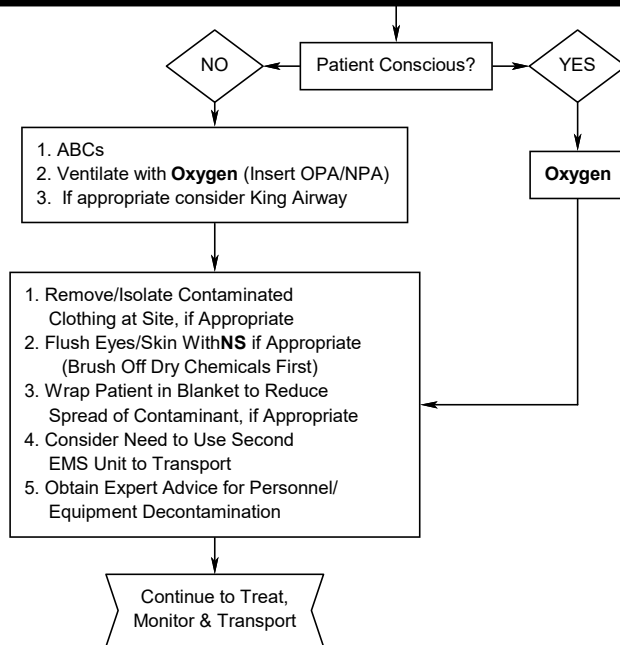 NO
Patient Conscious?
YES
1. ABCs
2. Ventilate with Oxygen (Insert OPA/NPA)
3. If appropriate consider King Airway
Oxygen
1. Remove/Isolate Contaminated
Clothing at Site, if Appropriate
2. Flush Eyes/Skin WithNS if Appropriate
(Brush Off Dry Chemicals First)
3. Wrap Patient in Blanket to Reduce
Spread of Contaminant, if Appropriate
4. Consider Need to Use Second
EMS Unit to Transport
5. Obtain Expert Advice for Personnel/
Equipment Decontamination
Continue to Treat,
Monitor & Transport